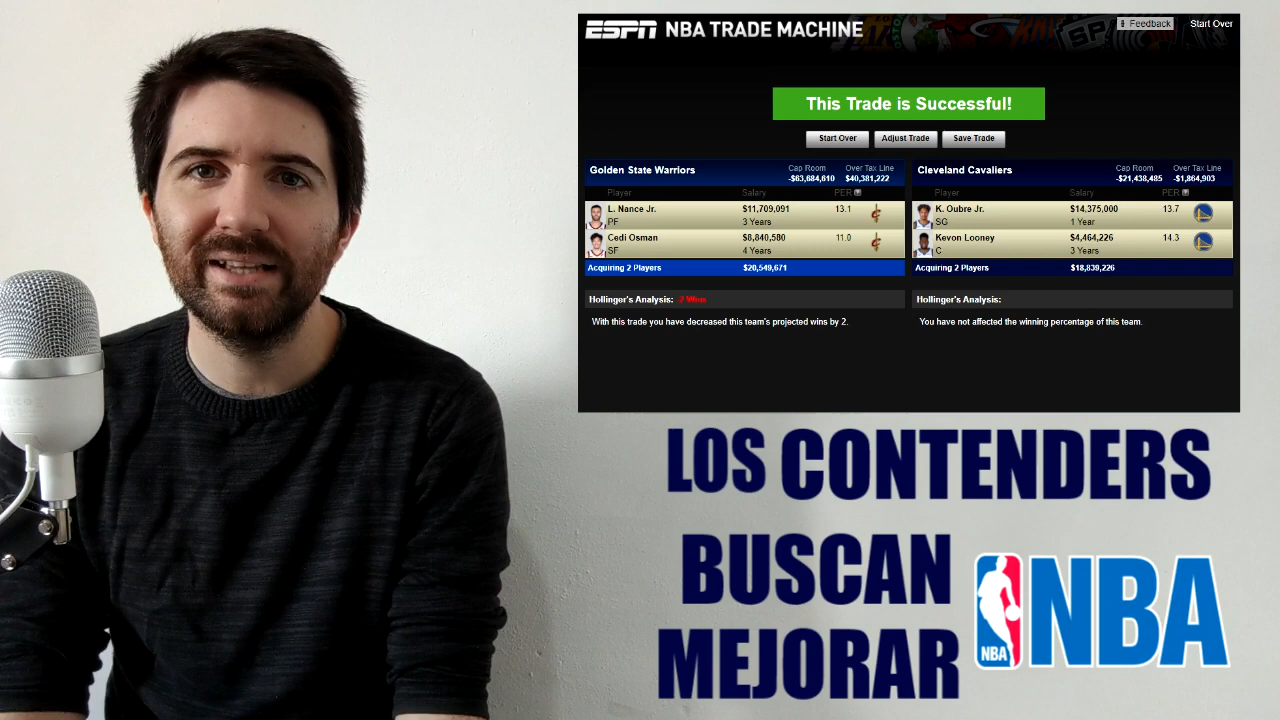 ESPN NBA TRADE MACHINE
Feedback
Start Over
This Trade is Successful!
Start Over
Adjust Trade
Save Trade
Golden State Warriors
Cap Room
-$63,684,610
Over Tax Line
$40,381,222
Player Salary PER
L. Nance Jr. $11,709,091 13.1
PF 3 Years
Cedi Osman $8,840,580 11.0
SF 4 Years
Acquiring 2 Players $20,549,671
Hollinger's Analysis: -2 Wins
With this trade you have decreased this team's projected wins by 2.
Cleveland Cavaliers
Cap Room
-$21,438,485
Over Tax Line
-$1,864,903
Player Salary PER
K. Oubre Jr. $14,375,000 13.7
SG 1 Year
Kevon Looney $4,464,226 14.3
C 3 Years
Acquiring 2 Players $18,839,226
Hollinger's Analysis:
You have not affected the winning percentage of this team.
LOS CONTENDERS
BUSCAN
MEJORAR
NBA
NBA